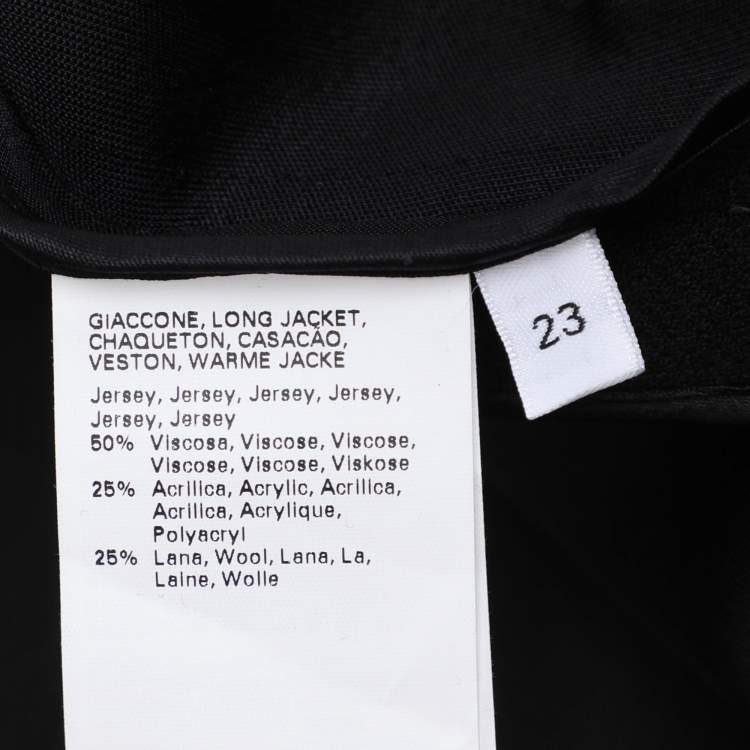 GIACCONE, LONG JACKET,
CHAQUETON, CASACÃO,
VESTON, WARME JACKE
Jersey, Jersey, Jersey, Jersey,
Jersey, Jersey
50% Viscosa, Viscose, Viscose,
Viscose, Viscose, Viskose
25% Acrilica, Acrylic, Acrilica,
Acrilica, Acrylique,
Polyacryl
25% Lana, Wool, Lana, La,
Laine, Wolle
23